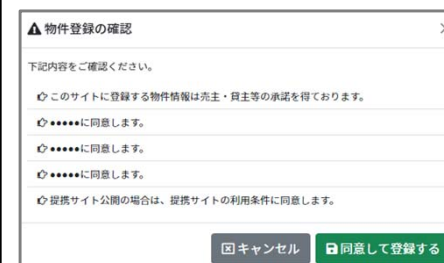 物件登録の確認
下記内容をご確認ください。
このサイトに登録する物件情報は売主・貸主等の承諾を得ております。
●●●●●に同意します。
●●●●●に同意します。
●●●●●に同意します。
提携サイト公開の場合は、提携サイトの利用条件に同意します。
キャンセル
同意して登録する